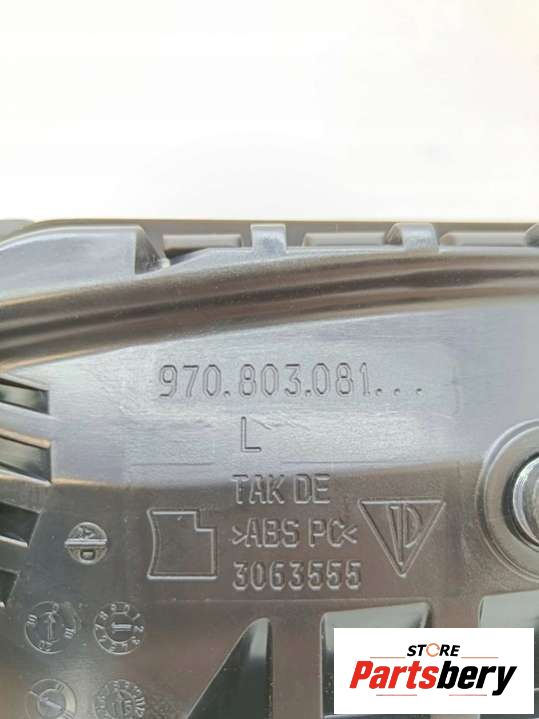 970.803.081...
L
TAK DE
>ABS PC<
3063555
STORE
Partsbery